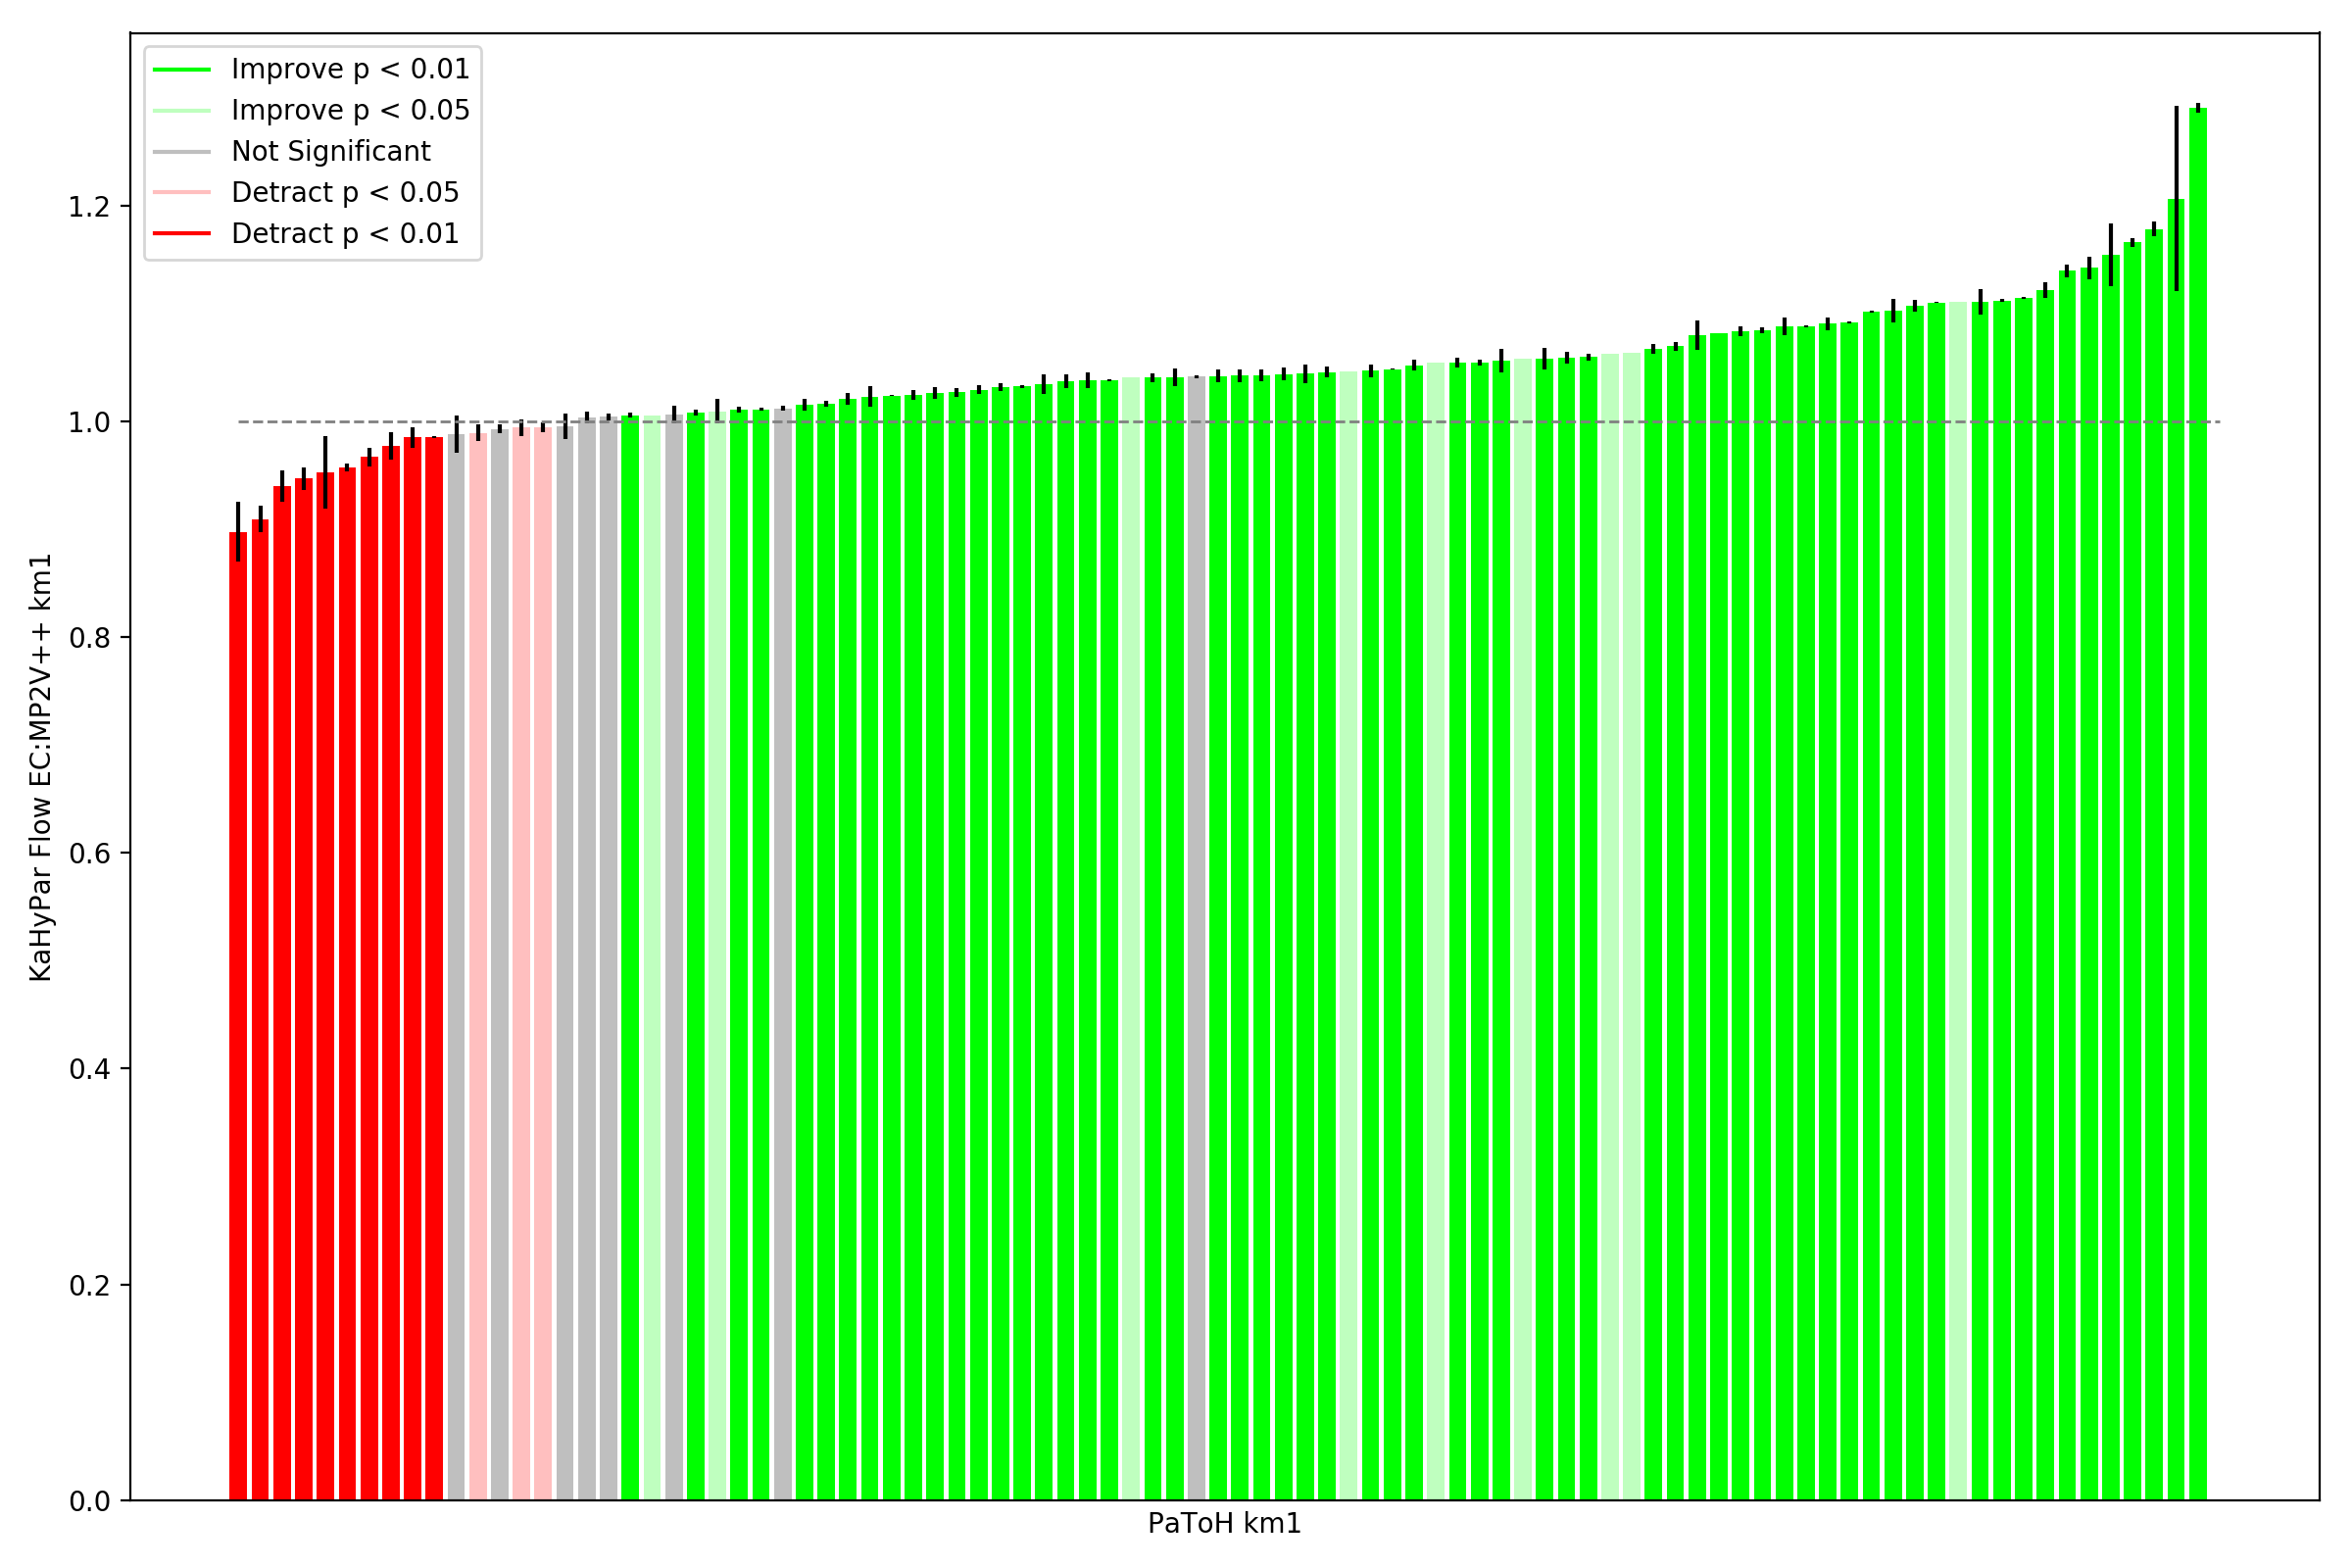 Improve p < 0.01
Improve p < 0.05
Not Significant
Detract p < 0.05
Detract p < 0.01
1.2
1.0
0.8
0.6
0.4
0.2
0.0
KaHyPar Flow EC:MP2V++ km1
PaToH km1